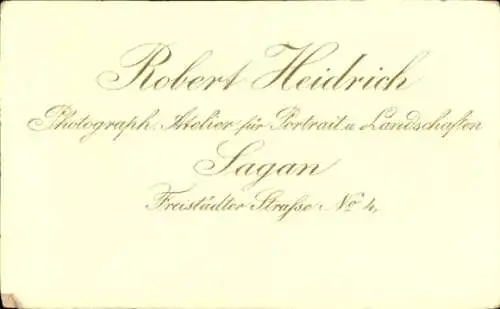 Robert Heidrich
Photograph. Atelier für Portrait u Landschaften
Sagan
Freistädter Straße No 4,